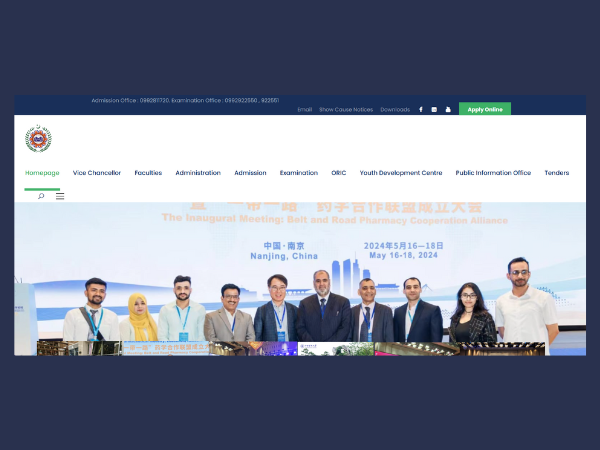 Admission Office : 0992811720, Examination Office : 0992922550 , 922551
Email Show Cause Notices Downloads Apply Online
Homepage Vice Chancellor Faculties Administration Admission Examination ORIC Youth Development Centre Public Information Office Tenders
暨“一带一路”药学合作联盟成立大会
The Inaugural Meeting: Belt and Road Pharmacy Cooperation Alliance
中国·南京 2024年5月16—18日
Nanjing, China May 16-18, 2024